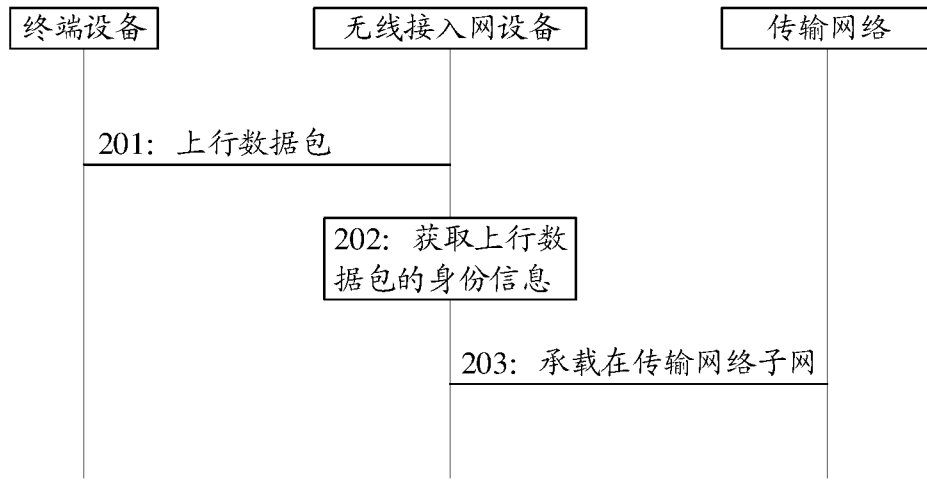 终端设备
无线接入网设备
传输网络
201：上行数据包
202：获取上行数
据包的身份信息
203：承载在传输网络子网